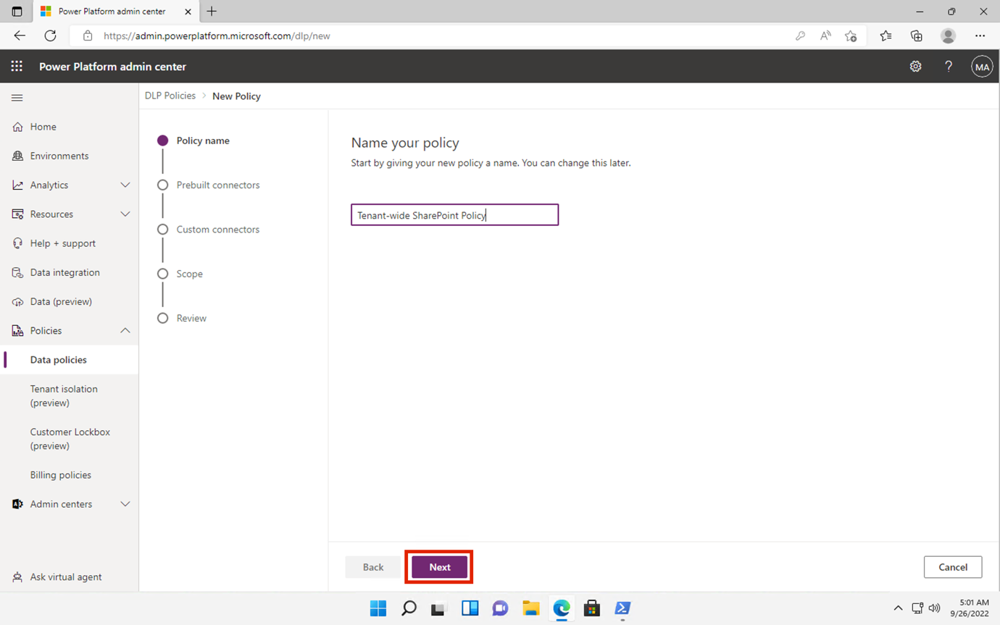 Power Platform admin center
https://admin.powerplatform.microsoft.com/dlp/new
Power Platform admin center
?
MA
DLP Policies > New Policy
Home
Environments
Analytics
Resources
Help + support
Data integration
Data (preview)
Policies
Data policies
Tenant isolation
(preview)
Customer Lockbox
(preview)
Billing policies
Admin centers
Ask virtual agent
Policy name
Prebuilt connectors
Custom connectors
Scope
Review
Name your policy
Start by giving your new policy a name. You can change this later.
Tenant-wide SharePoint Policy
Back
Next
Cancel
5:01 AM
9/26/2022